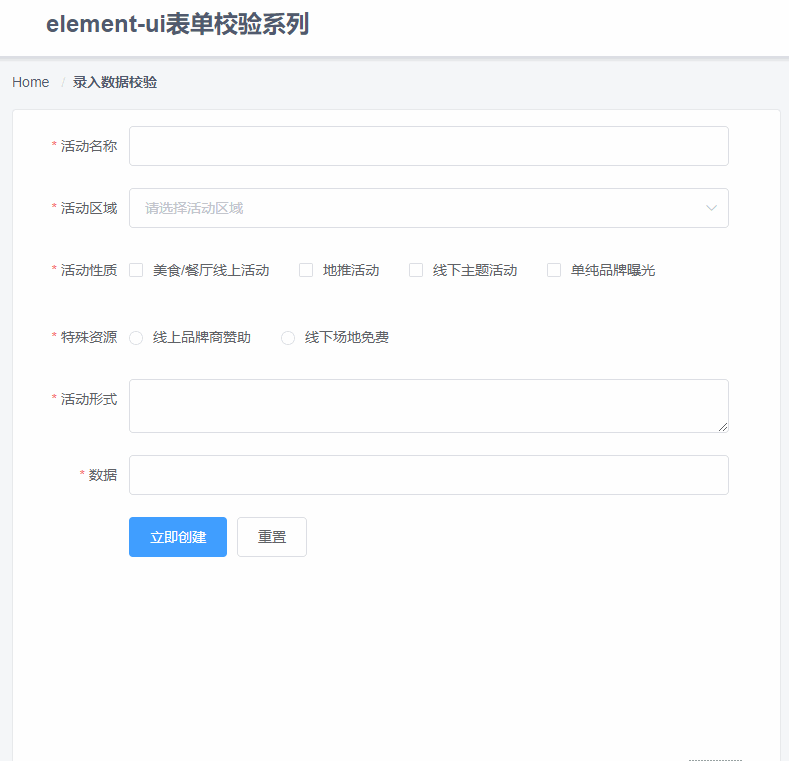 element-ui表单校验系列
Home / 录入数据校验
* 活动名称
* 活动区域 请选择活动区域
* 活动性质 美食/餐厅线上活动 地推活动 线下主题活动 单纯品牌曝光
* 特殊资源 线上品牌商赞助 线下场地免费
* 活动形式
* 数据
立即创建 重置